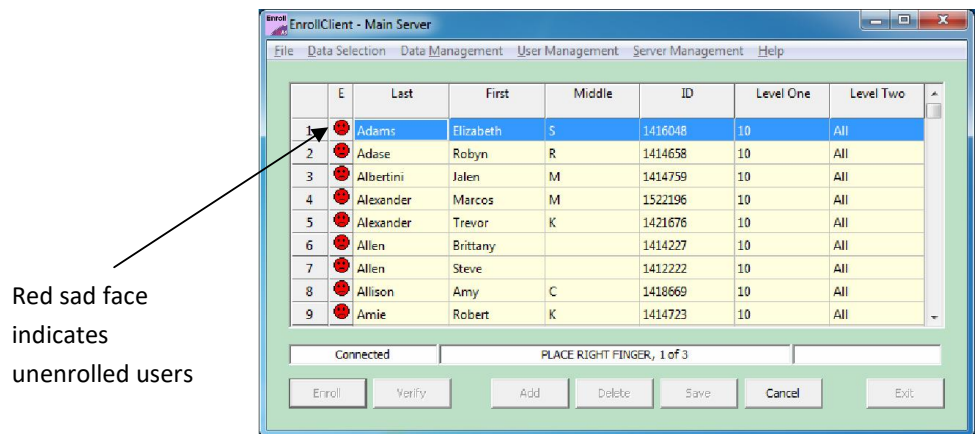 Enroll EnrollClient - Main Server
File Data Selection Data Management User Management Server Management Help
E Last First Middle ID Level One Level Two
1 Adams Elizabeth S 1416048 10 All
2 Adase Robyn R 1414658 10 All
3 Albertini Jalen M 1414759 10 All
4 Alexander Marcos M 1522196 10 All
5 Alexander Trevor K 1421676 10 All
6 Allen Brittany 1414227 10 All
7 Allen Steve 1412222 10 All
8 Allison Amy C 1418669 10 All
9 Amie Robert K 1414723 10 All
Connected PLACE RIGHT FINGER, 1 of 3
Enroll Verify Add Delete Save Cancel Exit
Red sad face
indicates
unenrolled users